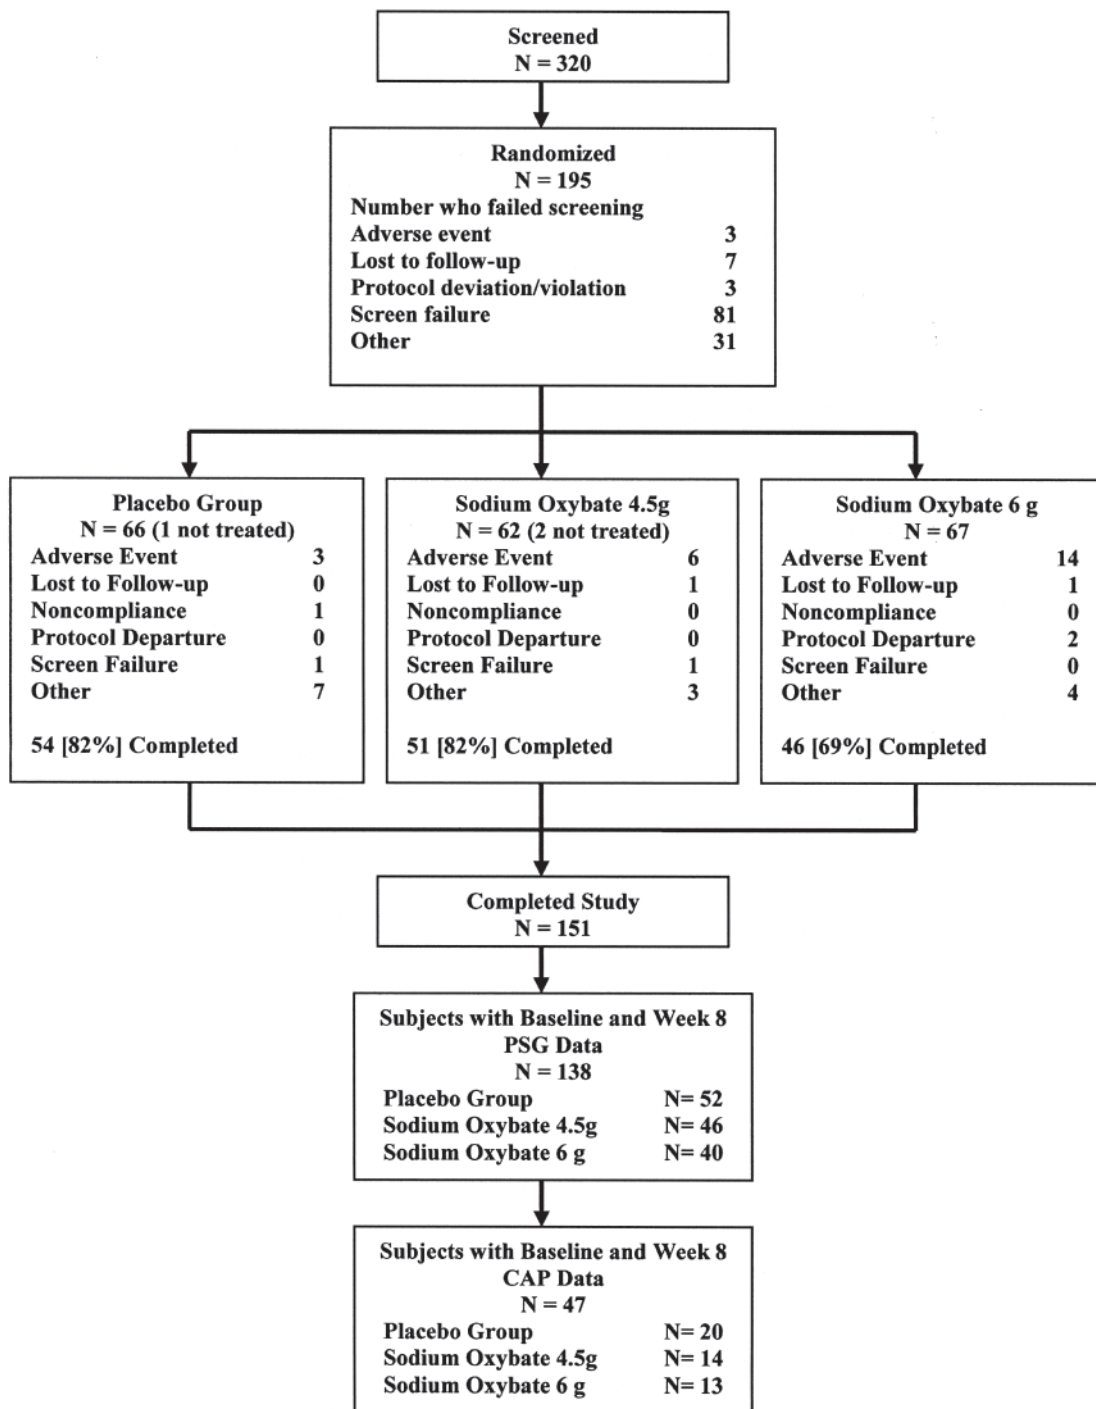 Screened
N = 320
Randomized
N = 195
Number who failed screening
Adverse event 3
Lost to follow-up 7
Protocol deviation/violation 3
Screen failure 81
Other 31
Placebo Group
N = 66 (1 not treated)
Adverse Event 3
Lost to Follow-up 0
Noncompliance 1
Protocol Departure 0
Screen Failure 1
Other 7
54 [82%] Completed
Sodium Oxybate 4.5g
N = 62 (2 not treated)
Adverse Event 6
Lost to Follow-up 1
Noncompliance 0
Protocol Departure 0
Screen Failure 1
Other 3
51 [82%] Completed
Sodium Oxybate 6 g
N = 67
Adverse Event 14
Lost to Follow-up 1
Noncompliance 0
Protocol Departure 2
Screen Failure 0
Other 4
46 [69%] Completed
Completed Study
N = 151
Subjects with Baseline and Week 8
PSG Data
N = 138
Placebo Group N= 52
Sodium Oxybate 4.5g N= 46
Sodium Oxybate 6 g N= 40
Subjects with Baseline and Week 8
CAP Data
N = 47
Placebo Group N= 20
Sodium Oxybate 4.5g N= 14
Sodium Oxybate 6 g N= 13